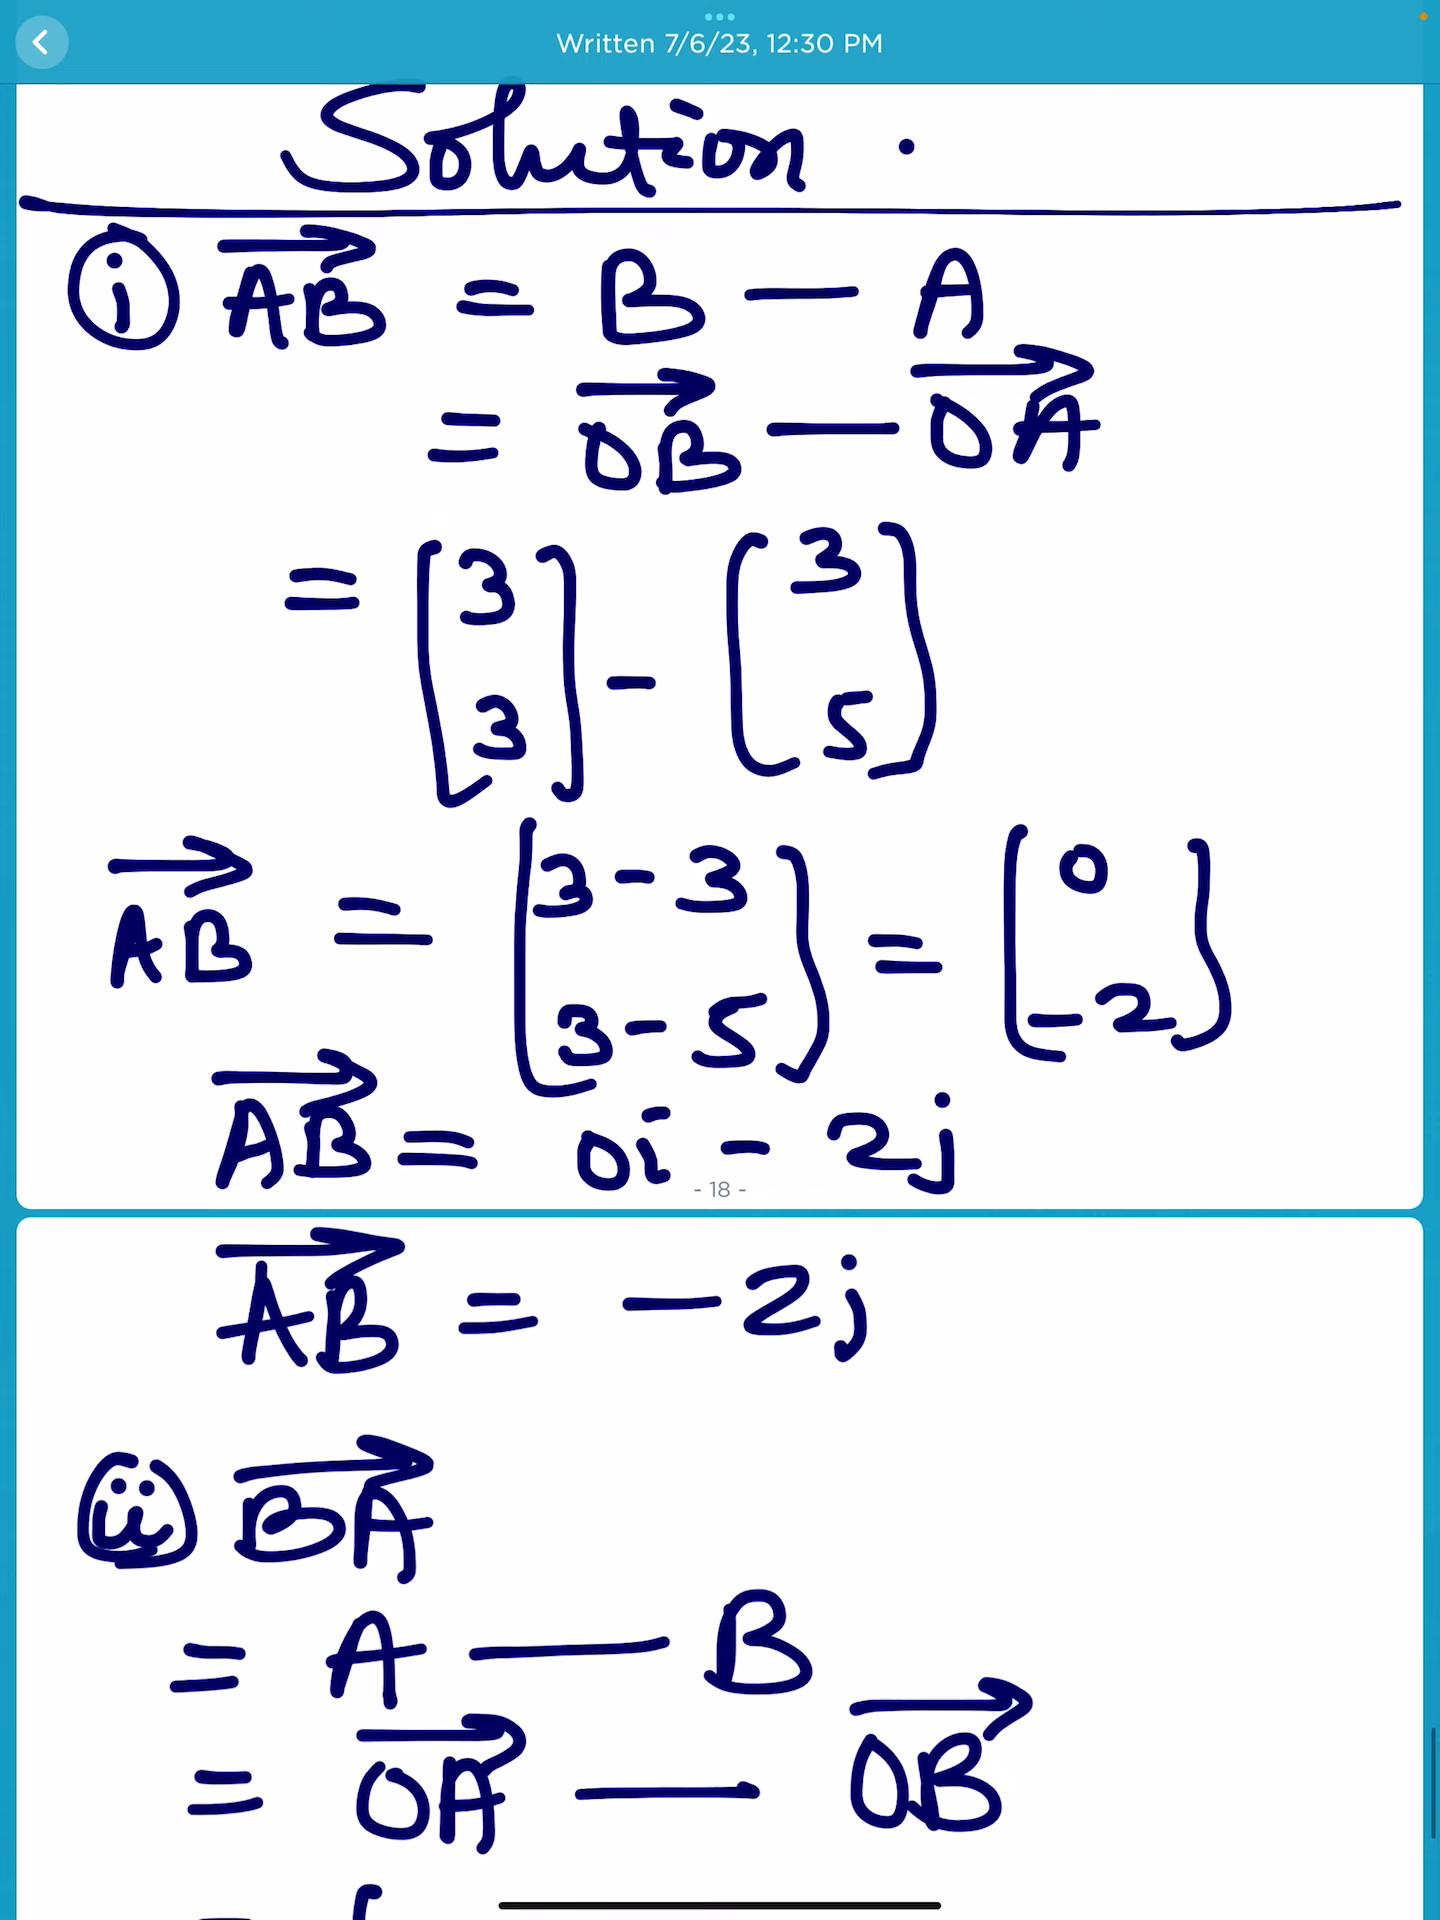 Written 7/6/23, 12:30 PM
Solution .
(i) AB = B — A
= OB — OA
= [3 3] - (3 5)
AB = (3-3 3-5) = (0 -2)
AB = 0i - 2j
- 18 -
AB = -2j
(ii) BA
= A — B
= OA — OB
=